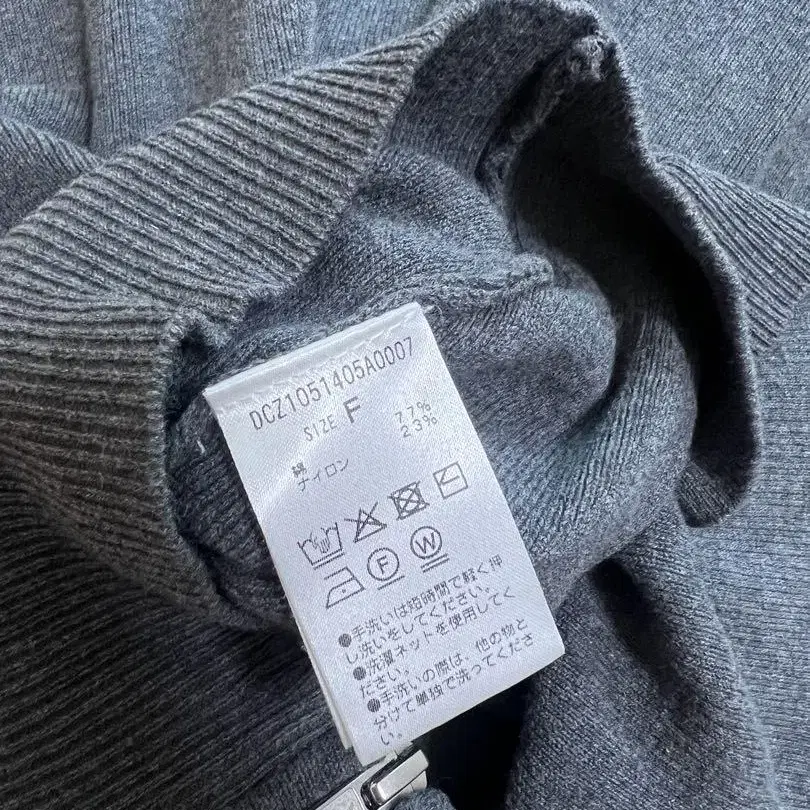 DCZ1051405A0007
SIZE F
綿 77%
ナイロン 23%
F W
●手洗いは短時間で軽く押
し洗いをしてください。
●洗濯ネットを使用してく
ださい。
●手洗いの際は、他の物と
分けて単独で洗ってくださ
い。